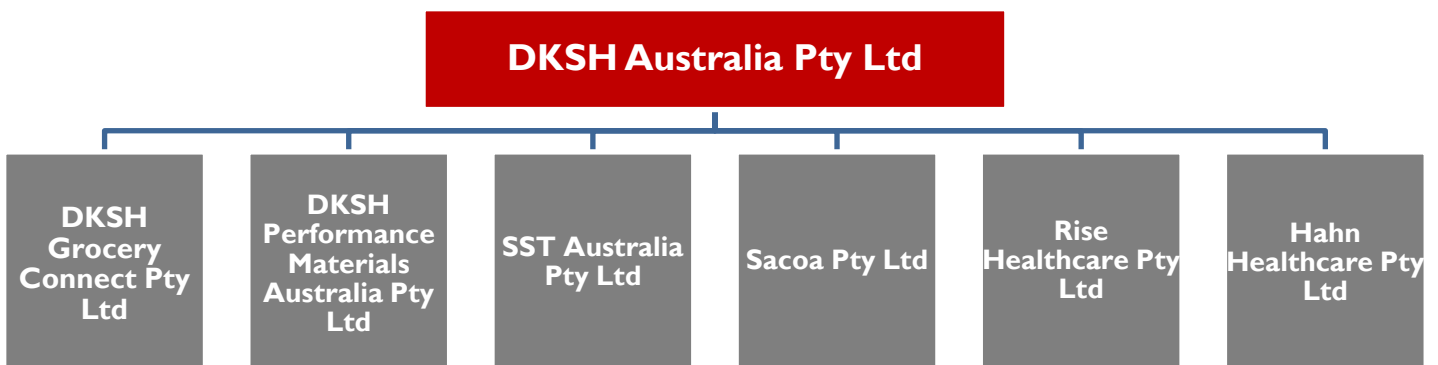 DKSH Australia Pty Ltd
DKSH
Grocery
Connect Pty
Ltd
DKSH
Performance
Materials
Australia Pty
Ltd
SST Australia
Pty Ltd
Sacoa Pty Ltd
Rise
Healthcare Pty
Ltd
Hahn
Healthcare Pty
Ltd